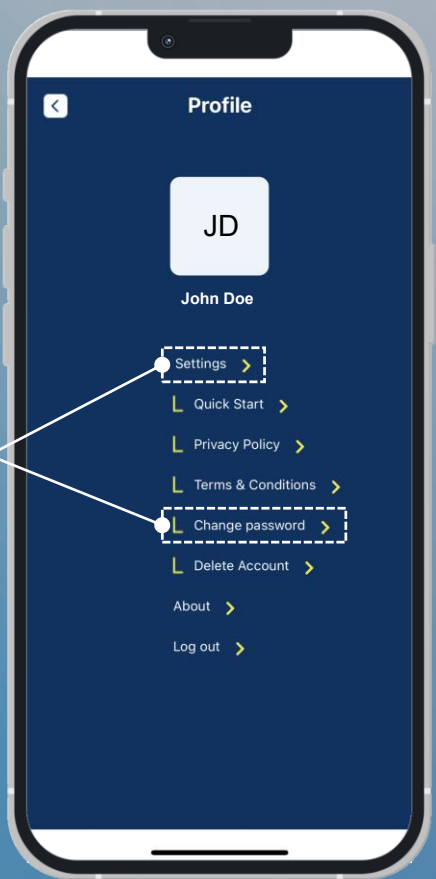 Profile
JD
John Doe
Settings
Quick Start
Privacy Policy
Terms & Conditions
Change password
Delete Account
About
Log out